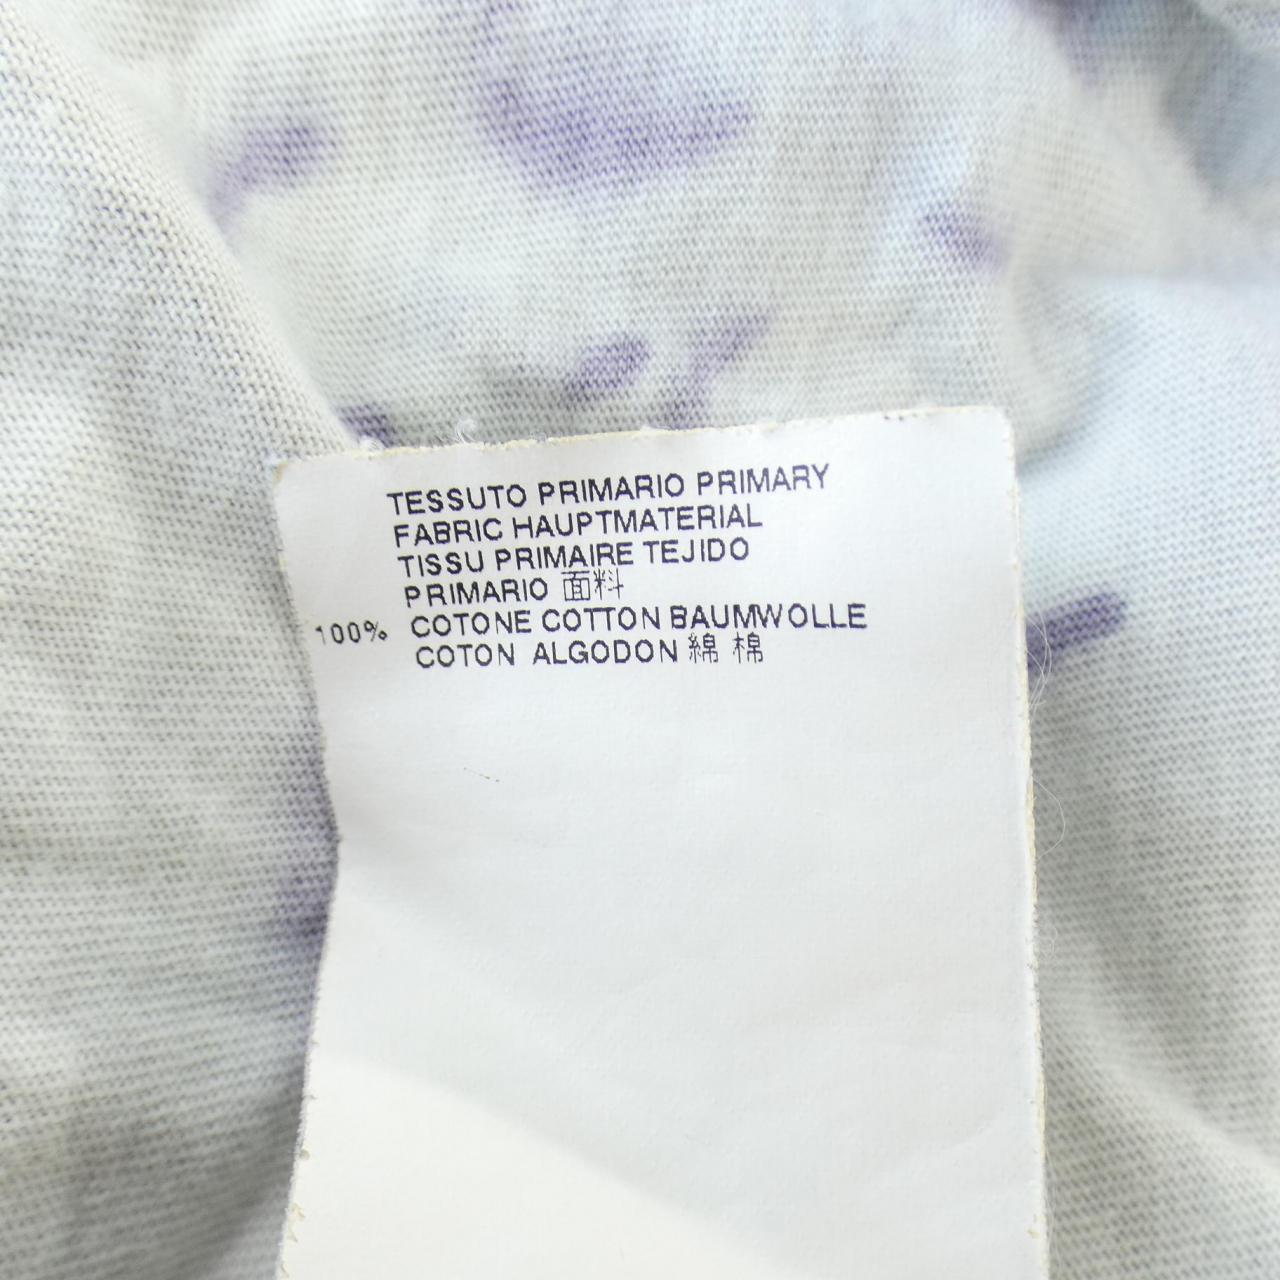 TESSUTO PRIMARIO PRIMARY
FABRIC HAUPTMATERIAL
TISSU PRIMAIRE TEJIDO
PRIMARIO 面料
100% COTONE COTTON BAUMWOLLE
COTON ALGODON 綿 棉